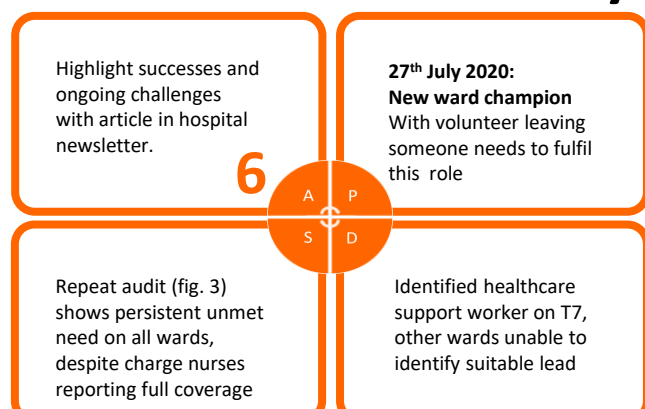 Highlight successes and
ongoing challenges
with article in hospital
newsletter.
27th July 2020:
New ward champion
With volunteer leaving
someone needs to fulfil
this role
6
A P
S D
Repeat audit (fig. 3)
shows persistent unmet
need on all wards,
despite charge nurses
reporting full coverage
Identified healthcare
support worker on T7,
other wards unable to
identify suitable lead